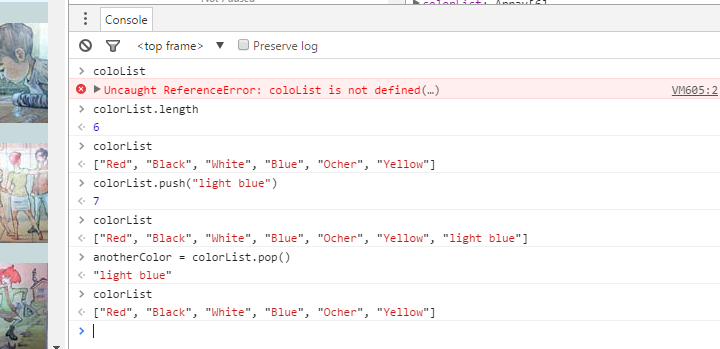 Not Paused
colorList: Array[6]
Console
<top frame> ▼ Preserve log
> coloList
Uncaught ReferenceError: coloList is not defined(…) VM605:2
> colorList.length
6
> colorList
["Red", "Black", "White", "Blue", "Ocher", "Yellow"]
> colorList.push("light blue")
7
> colorList
["Red", "Black", "White", "Blue", "Ocher", "Yellow", "light blue"]
> anotherColor = colorList.pop()
"light blue"
> colorList
["Red", "Black", "White", "Blue", "Ocher", "Yellow"]
>